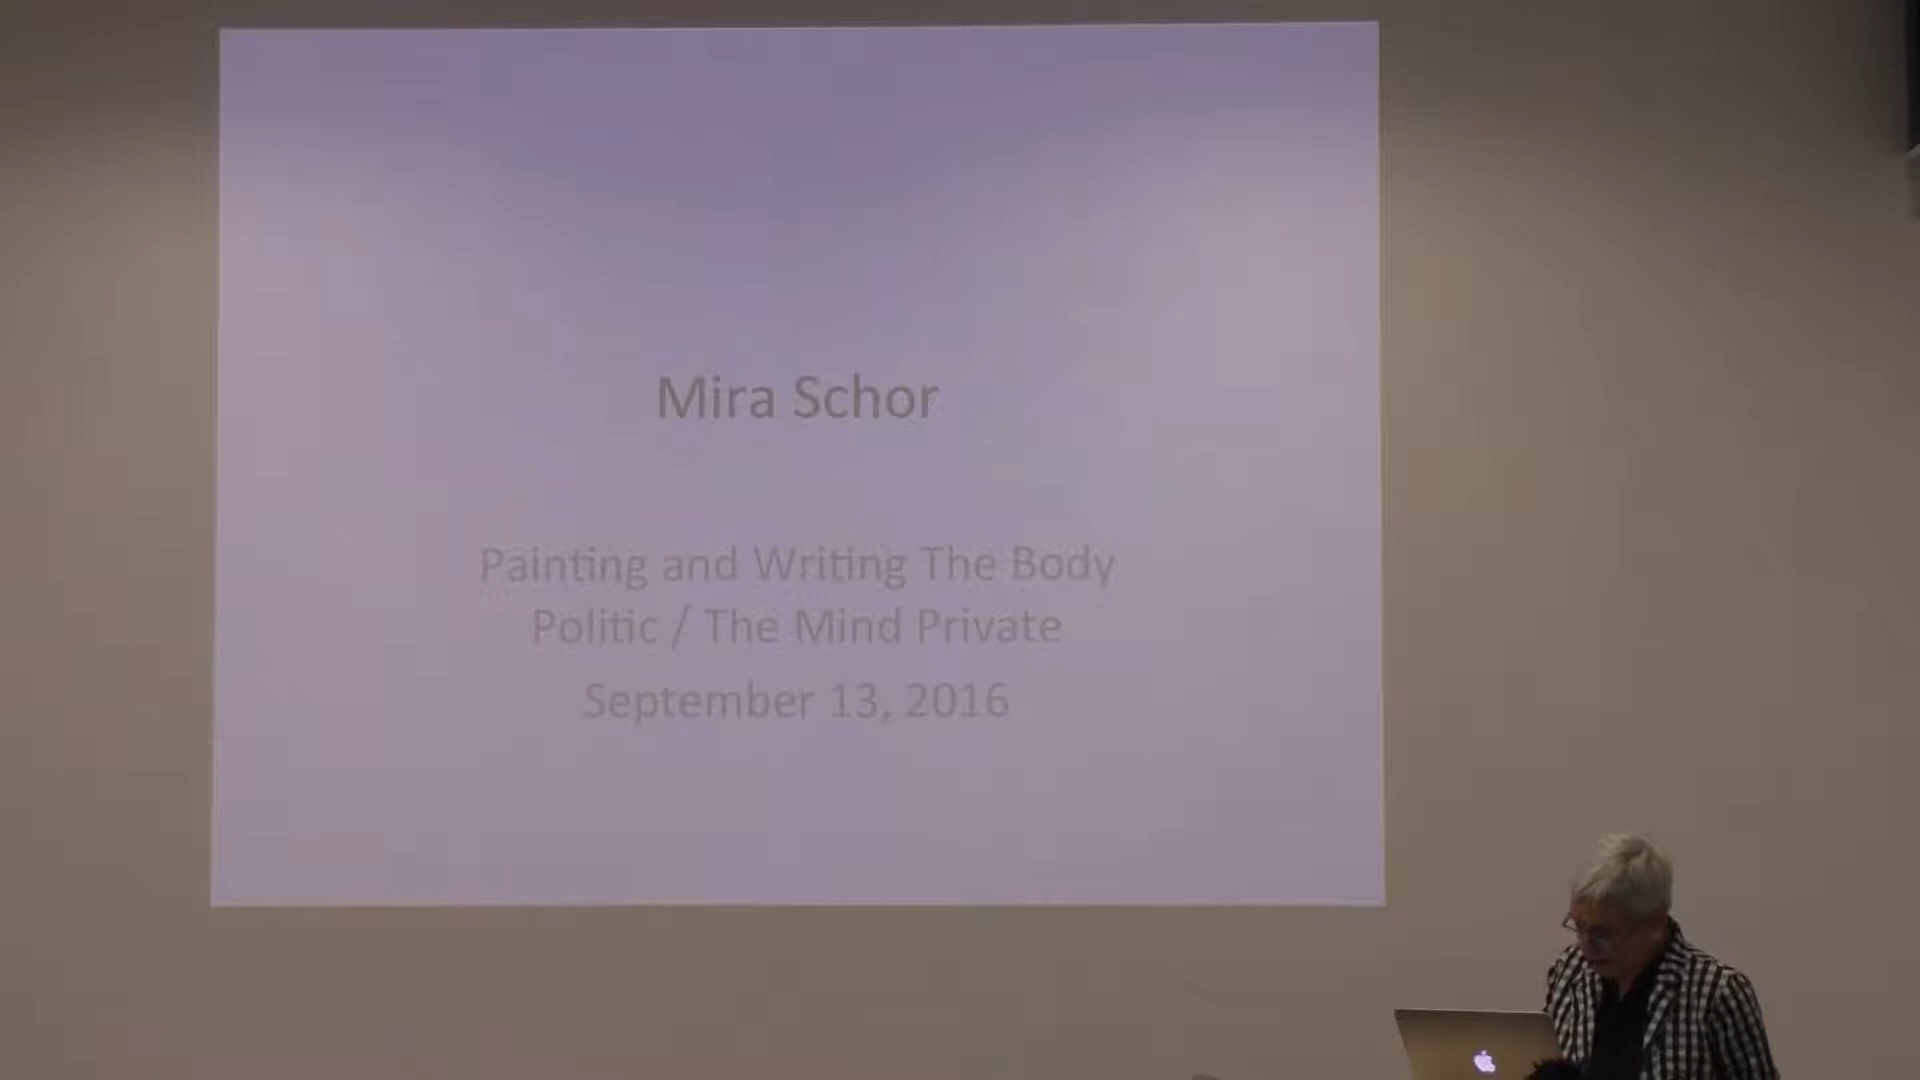 Mira Schor
Painting and Writing The Body
Politic / The Mind Private
September 13, 2016